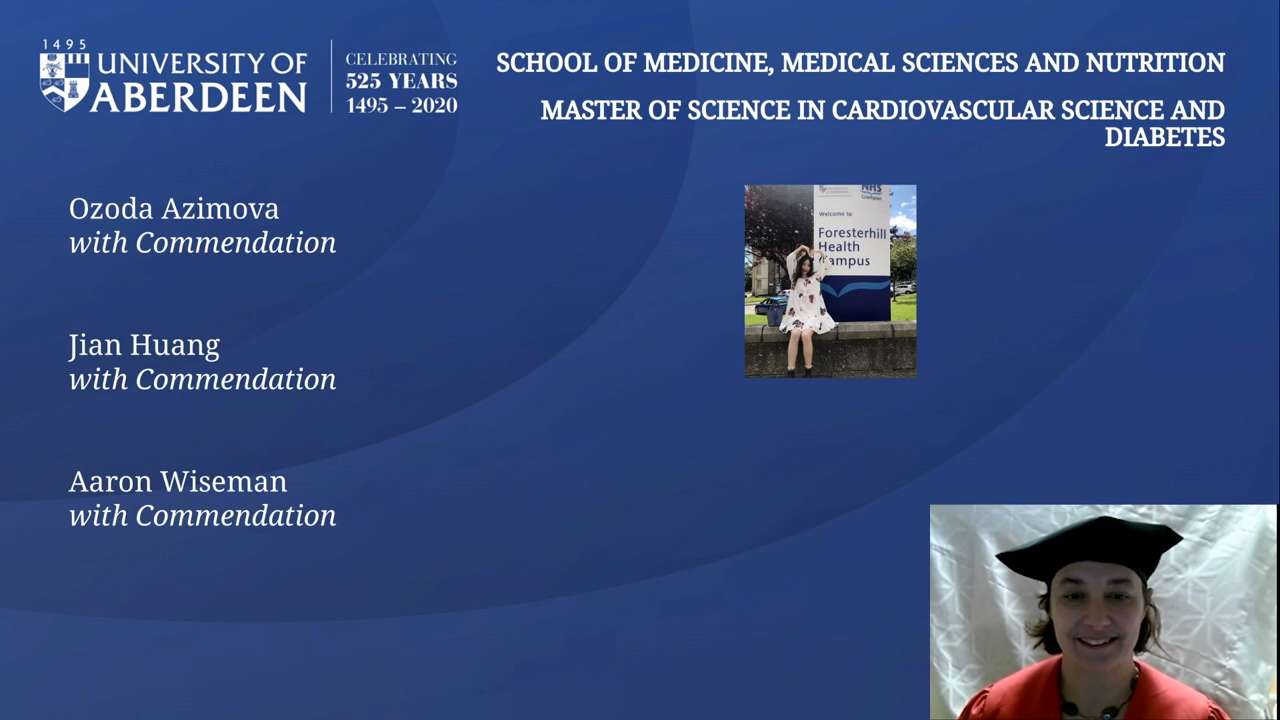 1495
UNIVERSITY OF
ABERDEEN
CELEBRATING
525 YEARS
1495 – 2020
SCHOOL OF MEDICINE, MEDICAL SCIENCES AND NUTRITION
MASTER OF SCIENCE IN CARDIOVASCULAR SCIENCE AND
DIABETES
Ozoda Azimova
with Commendation
NHS
Grampian
Welcome to
Foresterhill
Health
Campus
Jian Huang
with Commendation
Aaron Wiseman
with Commendation